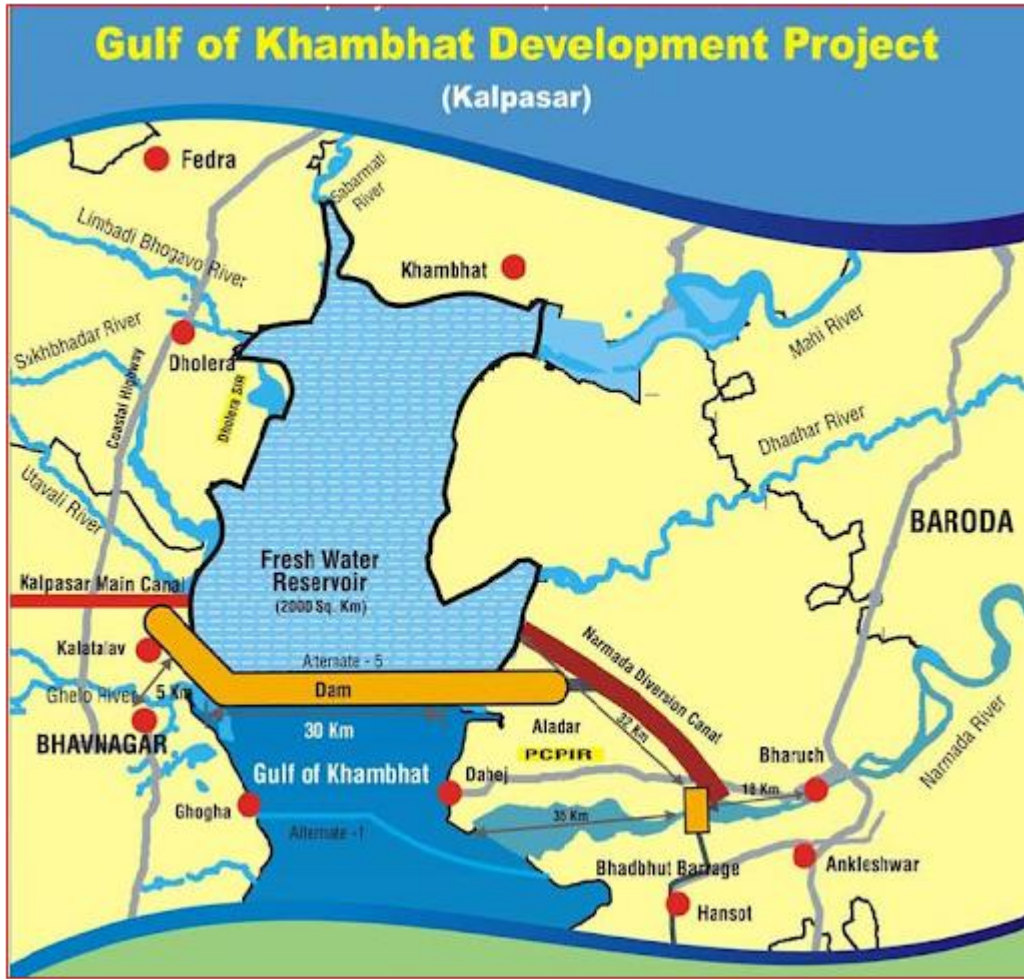 Gulf of Khambhat Development Project
(Kalpasar)
Fedra
Sabarmati
River
Limbadi Bhogavo River
Khambhat
Sukhbhadar River
Mahi River
Dholera
Coastal Highway
Dholera SIR
Dhadhar River
Utavali River
BARODA
Fresh Water
Reservoir
(2000 Sq. Km)
Kalpasar Main Canal
Kalatalav
Alternate - 5
Narmada Diversion Canal
Ghelo River
5 Km
Dam
32 Km
30 Km
Aladar
Narmada River
BHAVNAGAR
PCPIR
Bharuch
Gulf of Khambhat
Dahej
18 Km
Ghogha
Alternate -1
35 Km
Bhadbhut Barrage
Ankleshwar
Hansot